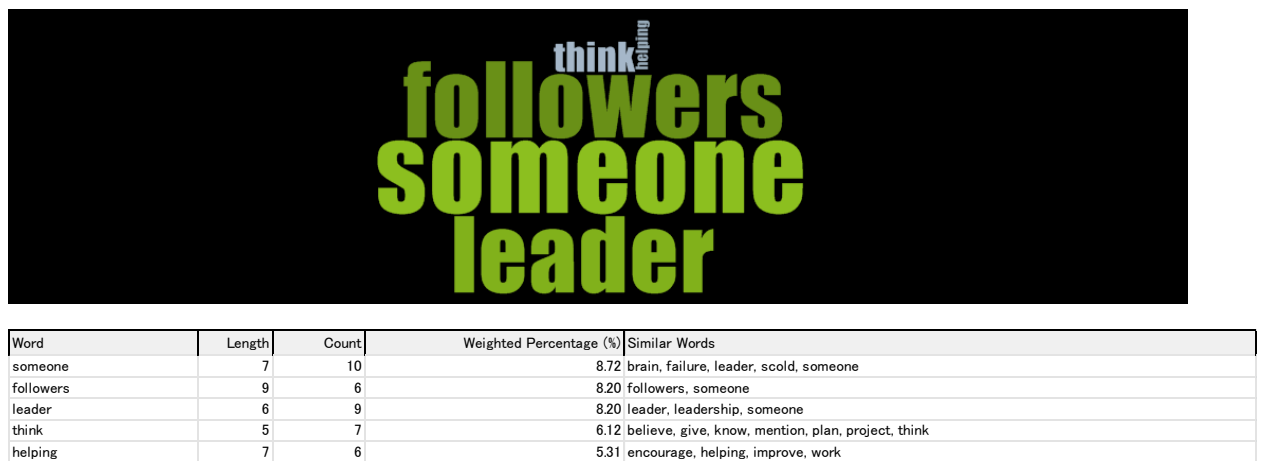 helping
think
followers
someone
leader
Word Length Count Weighted Percentage (%) Similar Words
someone 7 10 8.72 brain, failure, leader, scold, someone
followers 9 6 8.20 followers, someone
leader 6 9 8.20 leader, leadership, someone
think 5 7 6.12 believe, give, know, mention, plan, project, think
helping 7 6 5.31 encourage, helping, improve, work